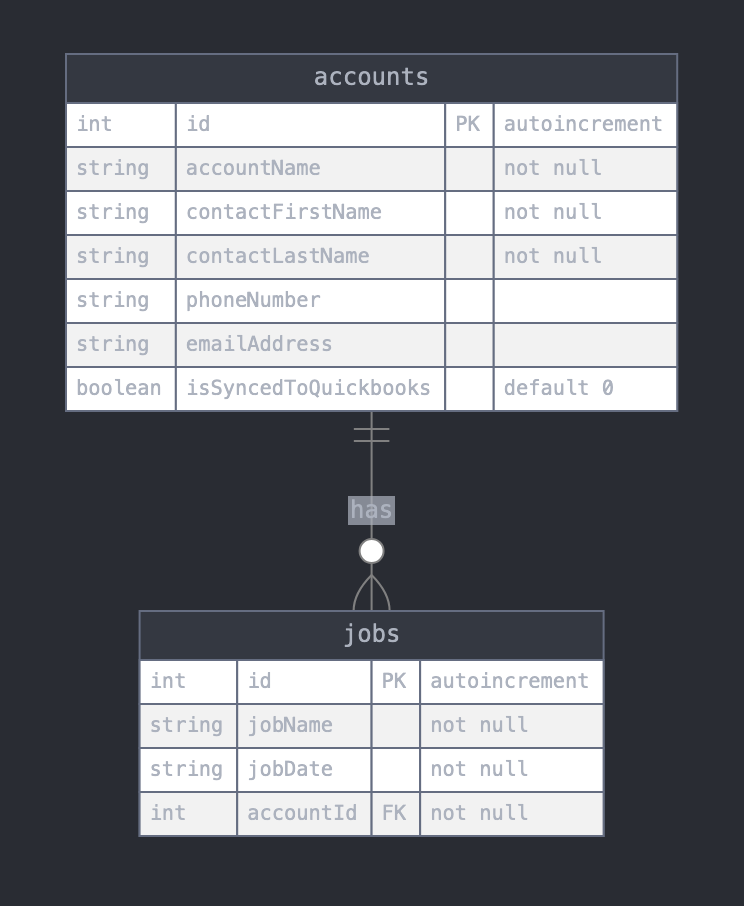 accounts
int id PK autoincrement
string accountName not null
string contactFirstName not null
string contactLastName not null
string phoneNumber
string emailAddress
boolean isSyncedToQuickbooks default 0
has
jobs
int id PK autoincrement
string jobName not null
string jobDate not null
int accountId FK not null